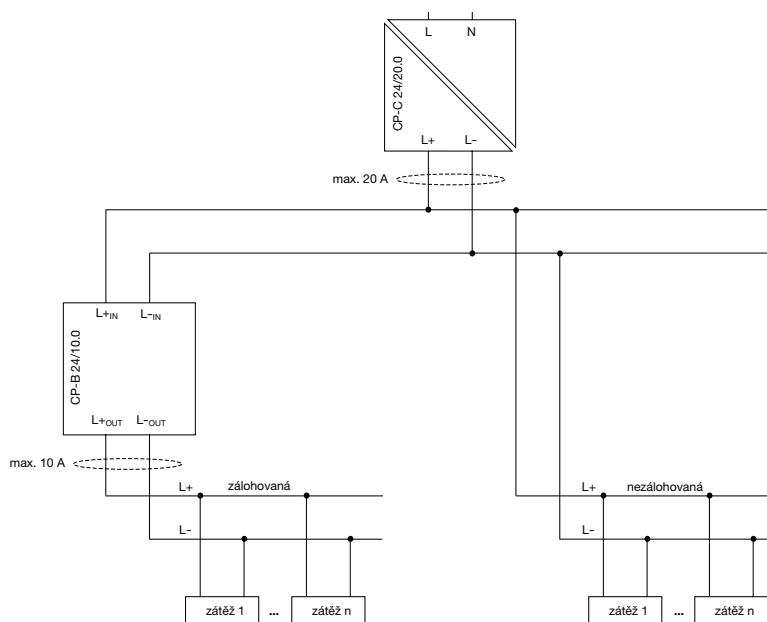 L N
CP-C 24/20.0
L+ L-
max. 20 A
L+IN L-IN
CP-B 24/10.0
L+OUT L-OUT
max. 10 A
L+ zálohovaná
L-
zátěž 1 ... zátěž n
L+ nezálohovaná
L-
zátěž 1 ... zátěž n